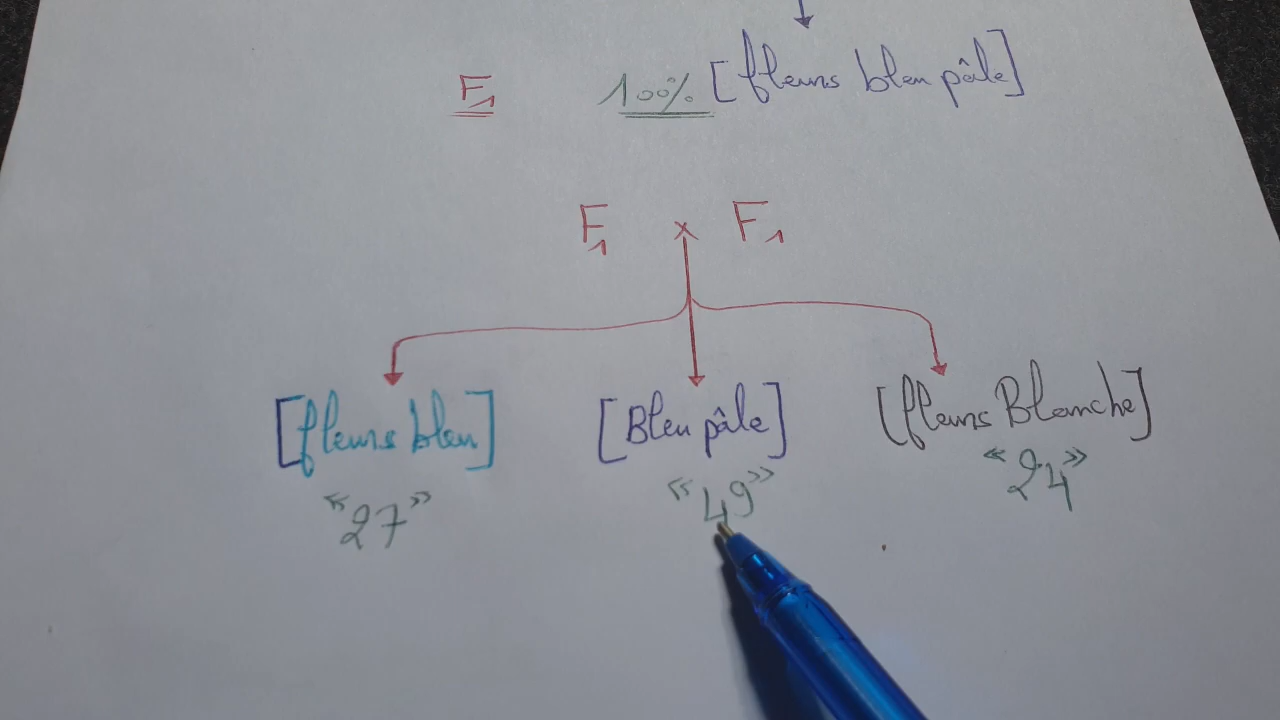 F1 100% [fleurs bleu pâle]
F1 x F1
[fleurs bleu] [Bleu pâle] [fleurs Blanche]
"27" "49" "24"